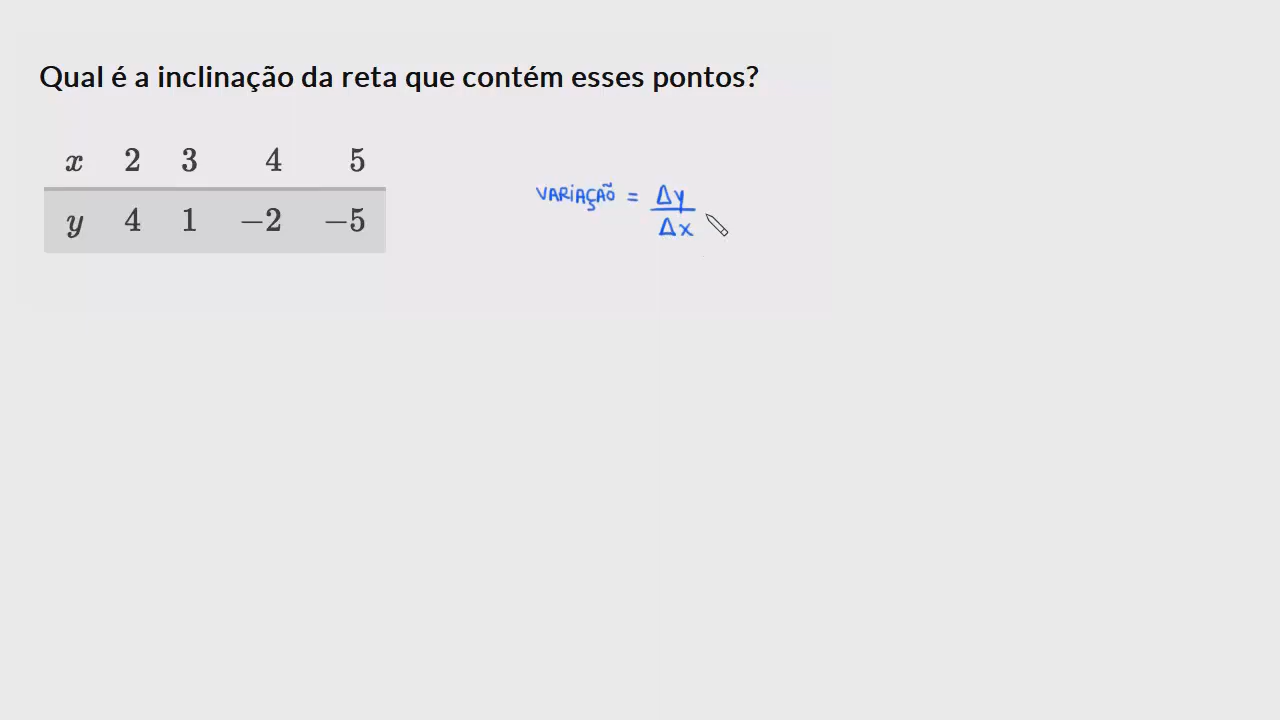 Qual é a inclinação da reta que contém esses pontos?
x 2 3 4 5
y 4 1 −2 −5
VARIAÇÃO = Δy
Δx